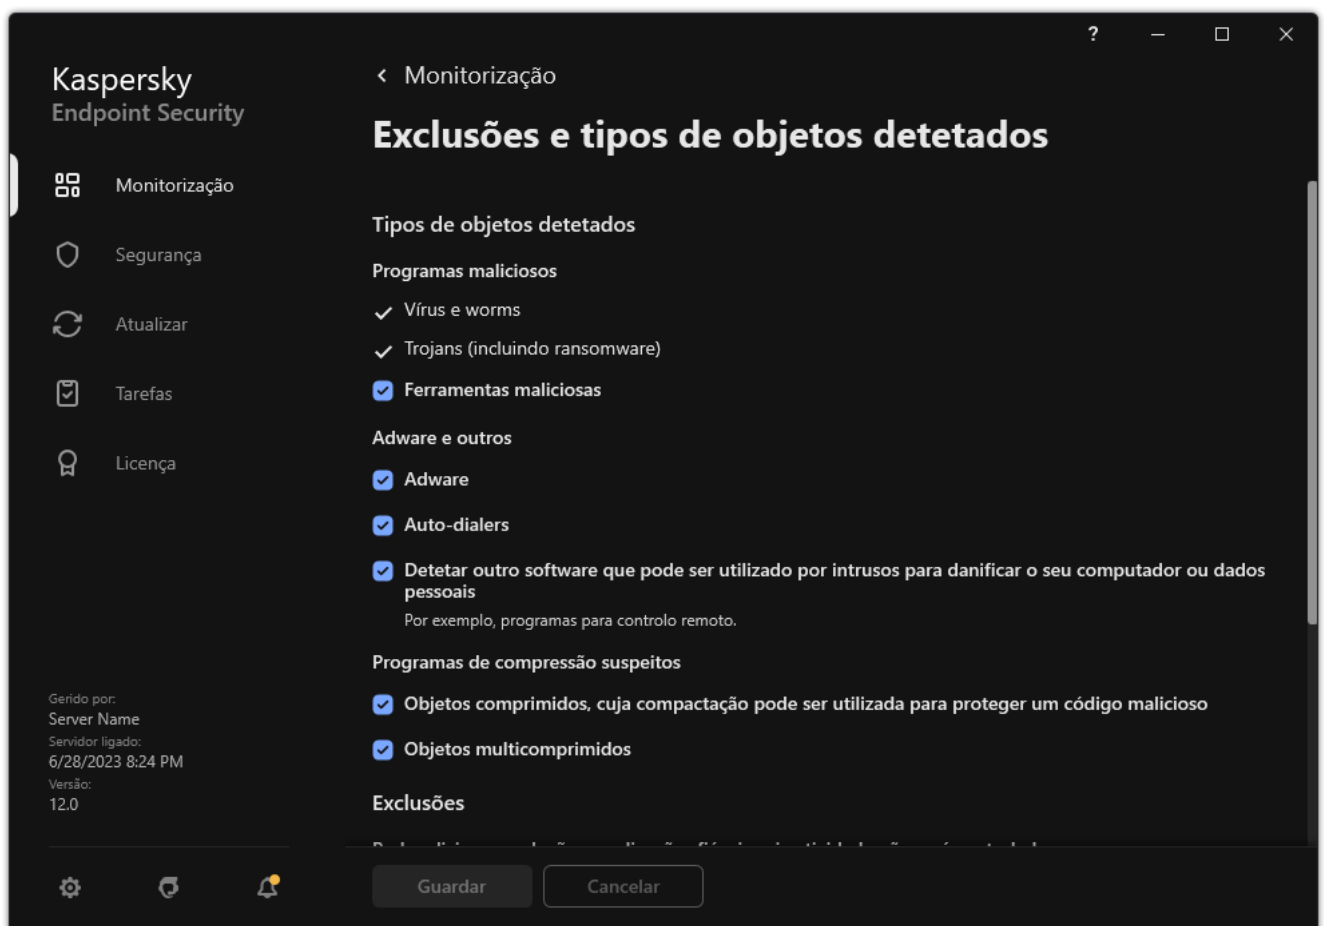 ?
Kaspersky
Endpoint Security
Monitorização
Exclusões e tipos de objetos detetados
Monitorização
Segurança
Atualizar
Tarefas
Licença
Tipos de objetos detetados
Programas maliciosos
Vírus e worms
Trojans (incluindo ransomware)
Ferramentas maliciosas
Adware e outros
Adware
Auto-dialers
Detetar outro software que pode ser utilizado por intrusos para danificar o seu computador ou dados
pessoais
Por exemplo, programas para controlo remoto.
Programas de compressão suspeitos
Objetos comprimidos, cuja compactação pode ser utilizada para proteger um código malicioso
Objetos multicomprimidos
Exclusões
Gerido por:
Server Name
Servidor ligado:
6/28/2023 8:24 PM
Versão:
12.0
Guardar
Cancelar